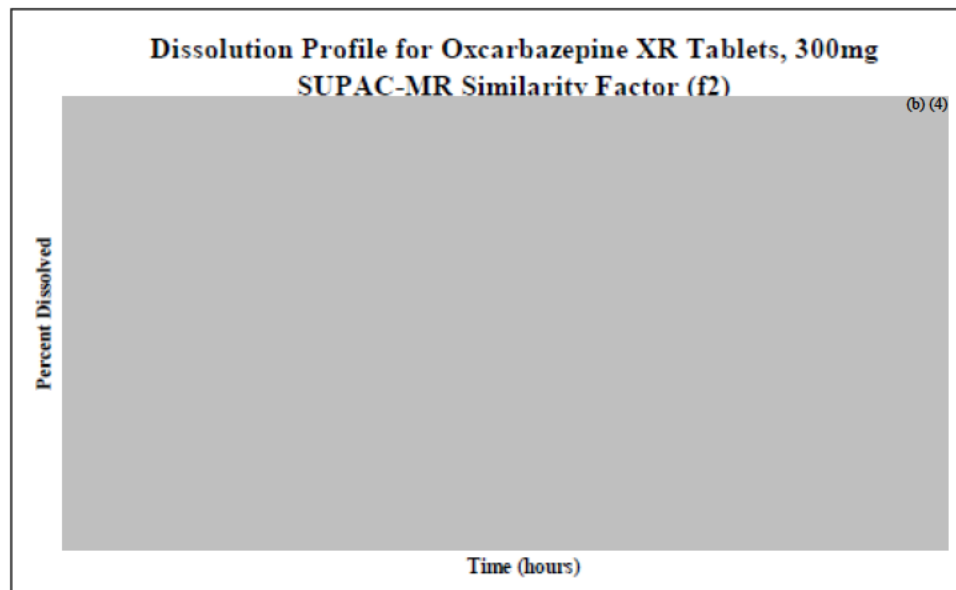 Dissolution Profile for Oxcarbazepine XR Tablets, 300mg
SUPAC-MR Similarity Factor (f2)
(b) (4)
Percent Dissolved
Time (hours)